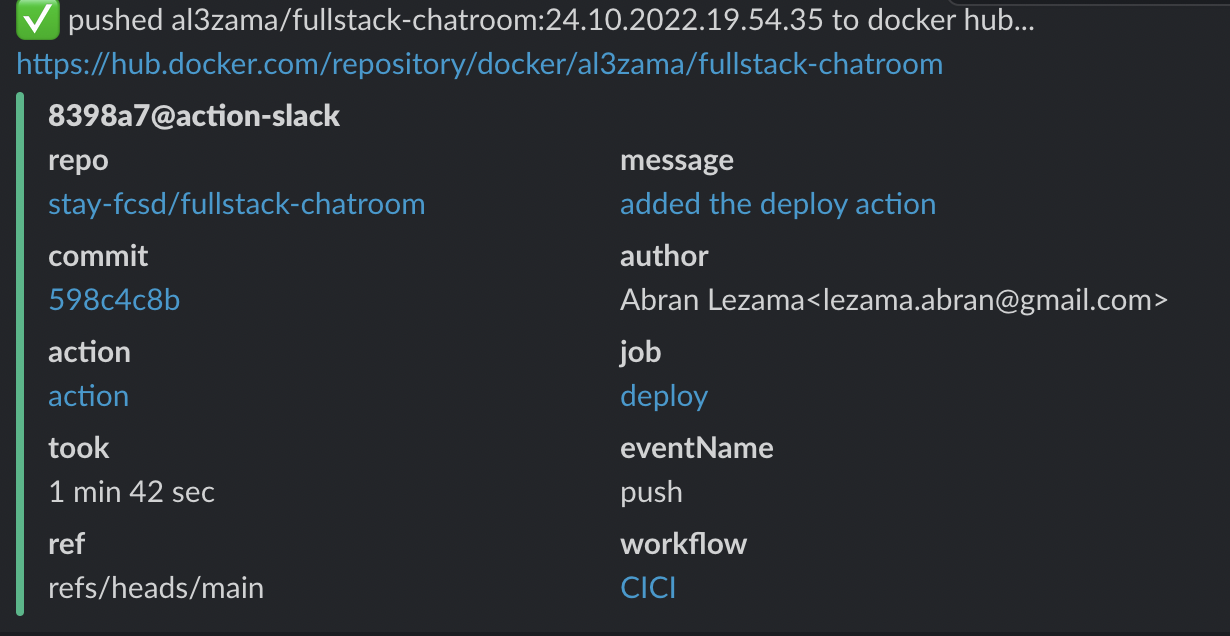 ✅ pushed al3zama/fullstack-chatroom:24.10.2022.19.54.35 to docker hub...
https://hub.docker.com/repository/docker/al3zama/fullstack-chatroom
8398a7@action-slack
repo
stay-fcsd/fullstack-chatroom
message
added the deploy action
commit
598c4c8b
author
Abran Lezama<lezama.abran@gmail.com>
action
action
job
deploy
took
1 min 42 sec
eventName
push
ref
refs/heads/main
workflow
CICI